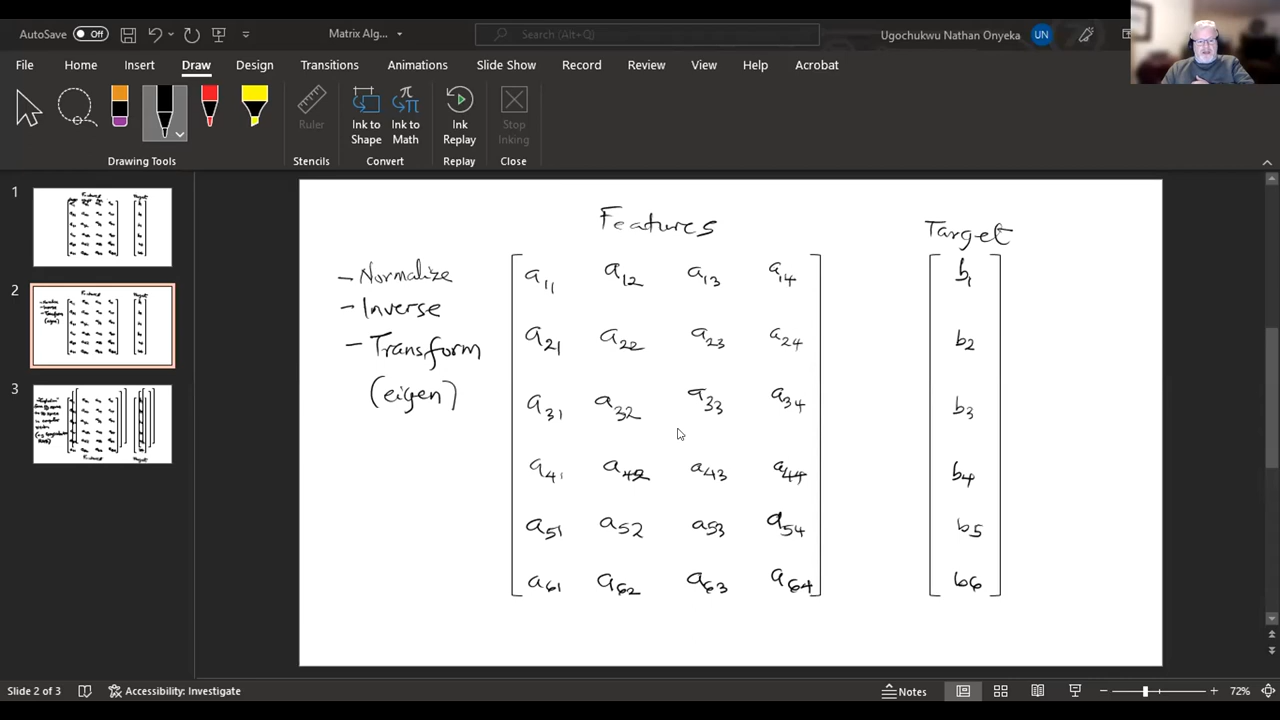 AutoSave Off Matrix Alg... Search (Alt+Q) Ugochukwu Nathan Onyeka UN
File Home Insert Draw Design Transitions Animations Slide Show Record Review View Help Acrobat
Ruler Ink to Shape Ink to Math Ink Replay Stop Inking
Drawing Tools Stencils Convert Replay Close
1
2
3
Features Target
- Normalize
- Inverse
- Transform
(eigen)
a11 a12 a13 a14 b1
a21 a22 a23 a24 b2
a31 a32 a33 a34 b3
a41 a42 a43 a44 b4
a51 a52 a53 a54 b5
a61 a62 a63 a64 b6
Slide 2 of 3 Accessibility: Investigate Notes 72%